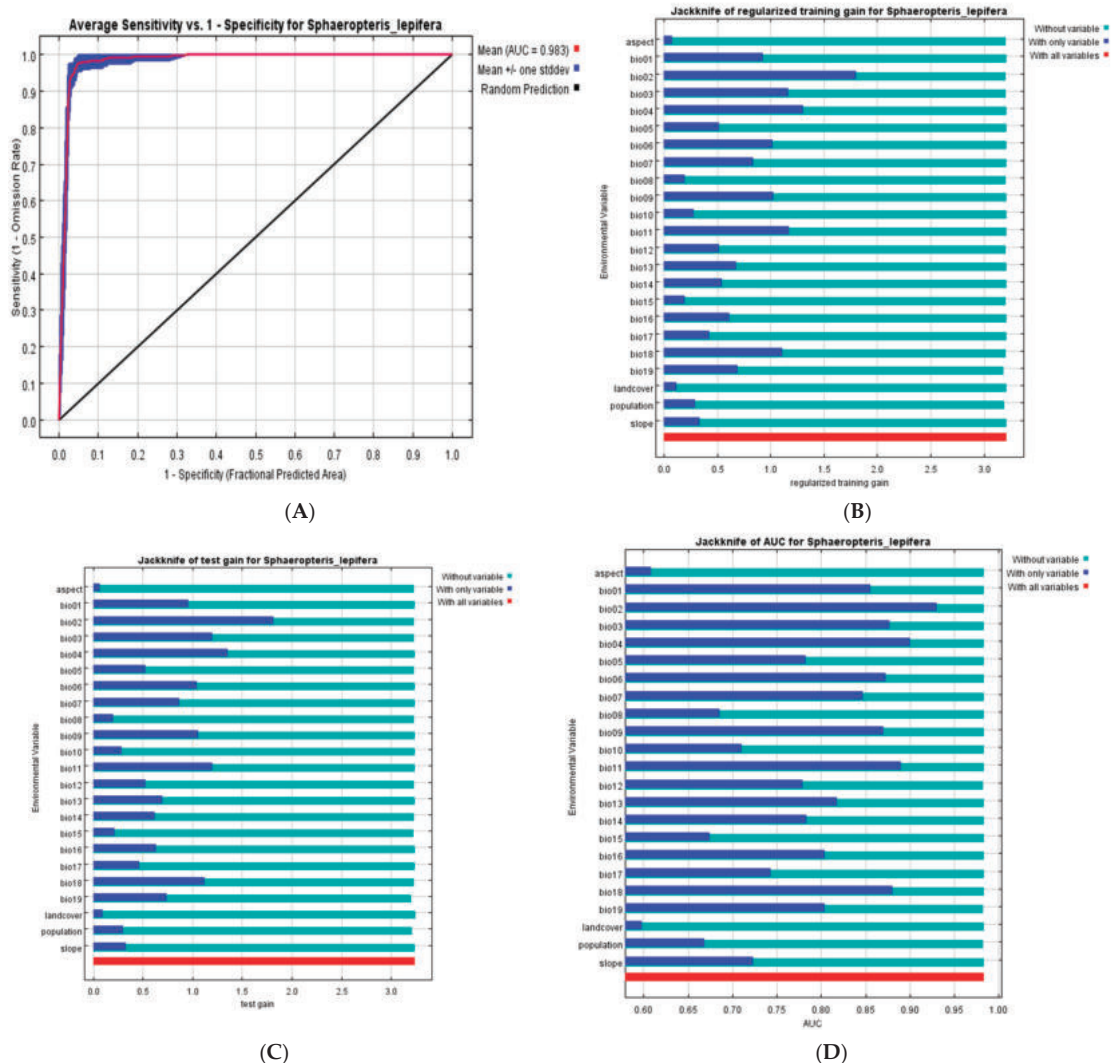 Average Sensitivity vs. 1 - Specificity for Sphaeropteris_lepifera
Mean (AUC = 0.983)
Mean +/- one stddev
Random Prediction
Sensitivity (1 - Omission Rate)
1.0
0.9
0.8
0.7
0.6
0.5
0.4
0.3
0.2
0.1
0.0
0.0 0.1 0.2 0.3 0.4 0.5 0.6 0.7 0.8 0.9 1.0
1 - Specificity (Fractional Predicted Area)
(A)
Jackknife of regularized training gain for Sphaeropteris_lepifera
Without variable
With only variable
With all variables
Environmental Variable
aspect
bio01
bio02
bio03
bio04
bio05
bio06
bio07
bio08
bio09
bio10
bio11
bio12
bio13
bio14
bio15
bio16
bio17
bio18
bio19
landcover
population
slope
0.0 0.5 1.0 1.5 2.0 2.5 3.0
regularized training gain
(B)
Jackknife of test gain for Sphaeropteris_lepifera
Without variable
With only variable
With all variables
Environmental Variable
aspect
bio01
bio02
bio03
bio04
bio05
bio06
bio07
bio08
bio09
bio10
bio11
bio12
bio13
bio14
bio15
bio16
bio17
bio18
bio19
landcover
population
slope
0.0 0.5 1.0 1.5 2.0 2.5 3.0
test gain
(C)
Jackknife of AUC for Sphaeropteris_lepifera
Without variable
With only variable
With all variables
Environmental Variable
aspect
bio01
bio02
bio03
bio04
bio05
bio06
bio07
bio08
bio09
bio10
bio11
bio12
bio13
bio14
bio15
bio16
bio17
bio18
bio19
landcover
population
slope
0.60 0.65 0.70 0.75 0.80 0.85 0.90 0.95 1.00
AUC
(D)